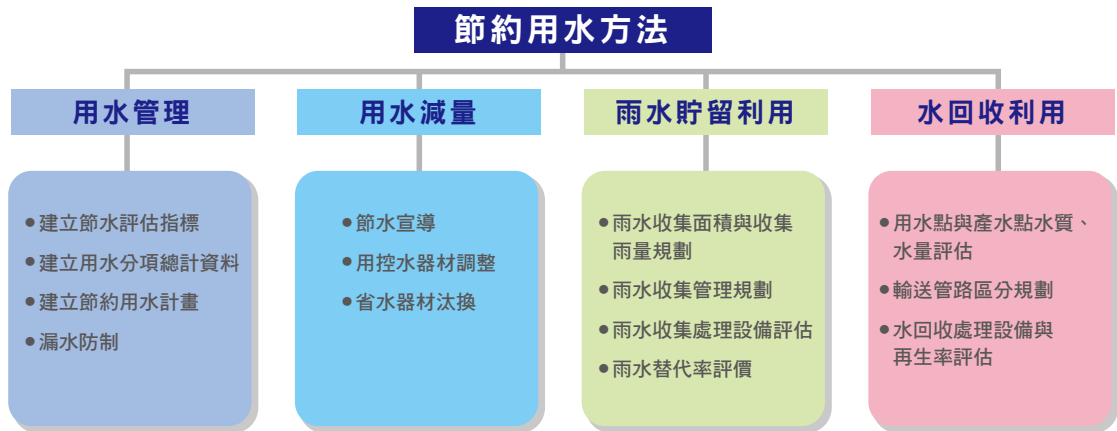 節約用水方法
用水管理
用水減量
雨水貯留利用
水回收利用
•建立節水評估指標
•建立用水分項總計資料
•建立節約用水計畫
•漏水防制
•節水宣導
•用控水器材調整
•省水器材汰換
•雨水收集面積與收集
雨量規劃
•雨水收集管理規劃
•雨水收集處理設備評估
•雨水替代率評價
•用水點與產水點水質、
水量評估
•輸送管路區分規劃
•水回收處理設備與
再生率評估